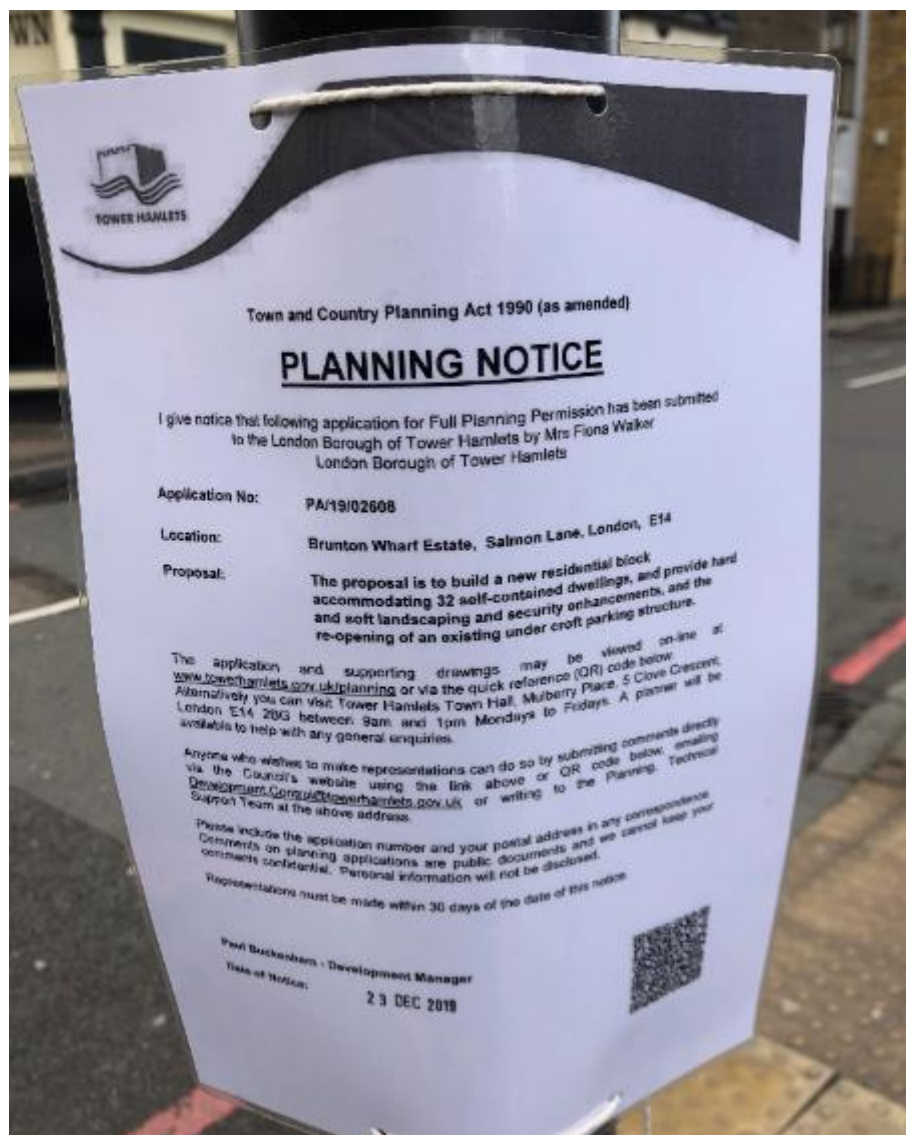 WN
TOWER HAMLETS
Town and Country Planning Act 1990 (as amended)
PLANNING NOTICE
I give notice that following application for Full Planning Permission has been submitted
to the London Borough of Tower Hamlets by Mrs Fiona Walker
London Borough of Tower Hamlets
Application No: PA/19/02608
Location: Brunton Wharf Estate, Salmon Lane, London, E14
Proposal: The proposal is to build a new residential block
accommodating 32 self-contained dwellings, and provide hard
and soft landscaping and security enhancements, and the
re-opening of an existing under croft parking structure.
The application and supporting drawings may be viewed on-line at
www.towerhamlets.gov.uk/planning or via the quick reference (QR) code below.
Alternatively you can visit Tower Hamlets Town Hall, Mulberry Place, 5 Clove Crescent,
London E14 2BG between 9am and 1pm Mondays to Fridays. A planner will be
available to help with any general enquiries.
Anyone who wishes to make representations can do so by submitting comments directly
via the Council's website using the link above or QR code below, emailing
Development.Control@towerhamlets.gov.uk or writing to the Planning, Technical
Support Team at the above address.
Please include the application number and your postal address in any correspondence.
Comments on planning applications are public documents and we cannot keep your
comments confidential. Personal information will not be disclosed.
Representations must be made within 30 days of the date of this notice
Paul Buckenham - Development Manager
Date of Notice: 23 DEC 2019